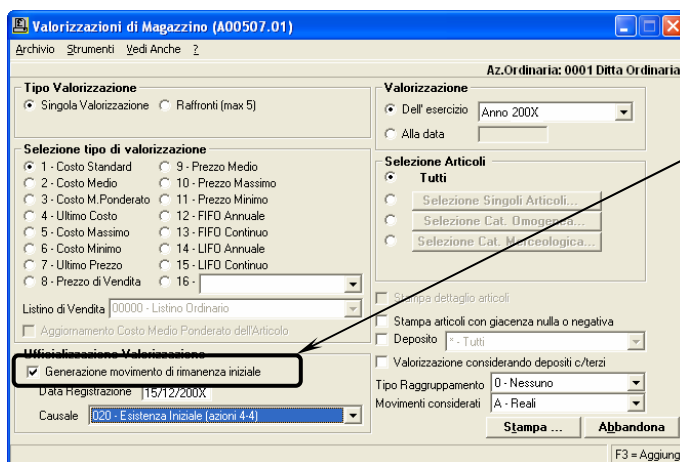 Valorizzazioni di Magazzino (A00507.01)
Archivio Strumenti Vedi Anche ?
Az.Ordinaria: 0001 Ditta Ordinaria
Tipo Valorizzazione
Singola Valorizzazione Raffronti (max 5)
Valorizzazione
Dell' esercizio Anno 200X
Alla data
Selezione tipo di valorizzazione
1 - Costo Standard 9 - Prezzo Medio
2 - Costo Medio 10 - Prezzo Massimo
3 - Costo M.Ponderato 11 - Prezzo Minimo
4 - Ultimo Costo 12 - FIFO Annuale
5 - Costo Massimo 13 - FIFO Continuo
6 - Costo Minimo 14 - LIFO Annuale
7 - Ultimo Prezzo 15 - LIFO Continuo
8 - Prezzo di Vendita 16 -
Listino di Vendita 00000 - Listino Ordinario
Aggiornamento Costo Medio Ponderato dell'Articolo
Selezione Articoli
Tutti
Selezione Singoli Articoli...
Selezione Cat. Omogenea...
Selezione Cat. Merceologica...
Stampa dettaglio articoli
Stampa articoli con giacenza nulla o negativa
Deposito * - Tutti
Valorizzazione considerando depositi c/terzi
Tipo Raggruppamento 0 - Nessuno
Movimenti considerati A - Reali
Ufficializzazione Valorizzazione
Generazione movimento di rimanenza iniziale
Data Registrazione 15/12/200X
Causale 020 - Esistenza Iniziale (azioni 4-4)
Stampa ... Abbandona
F3 = Aggiung